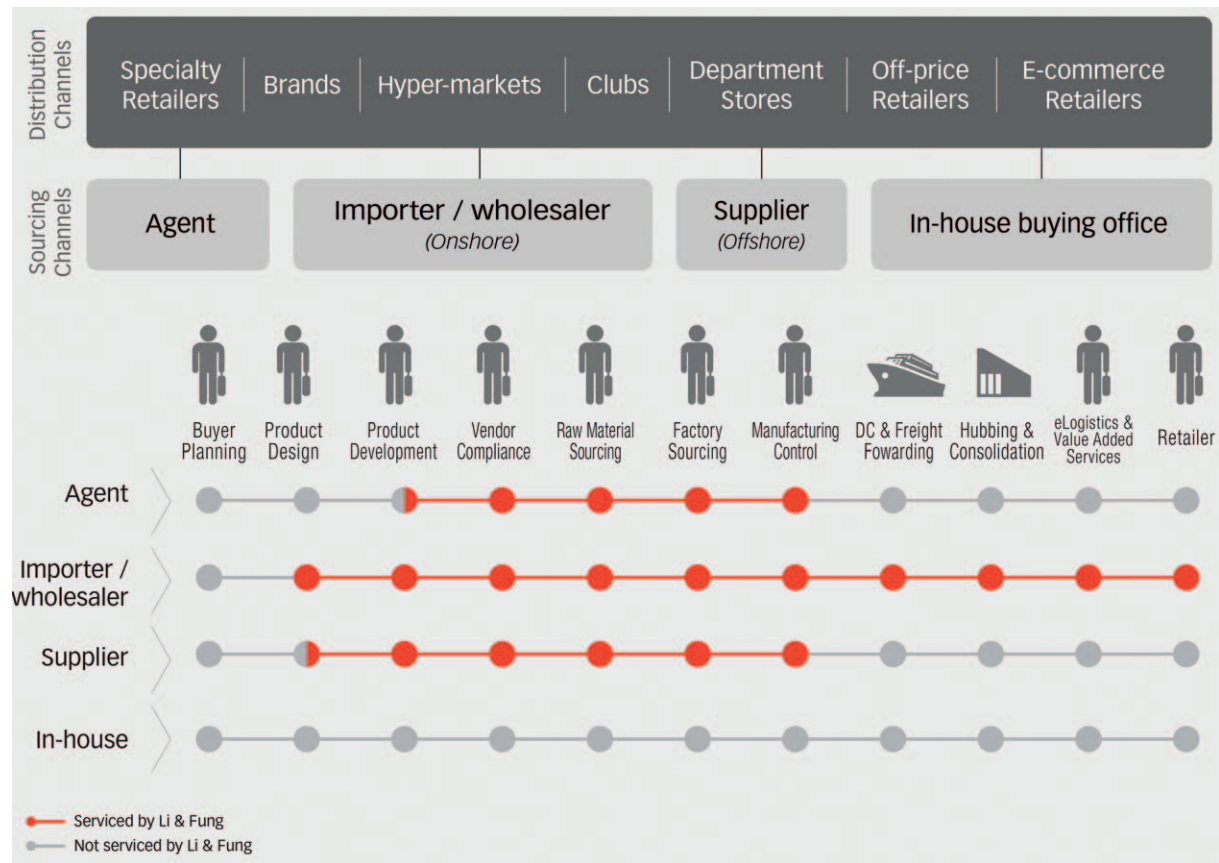 Distribution
Channels
Specialty
Retailers
Brands
Hyper-markets
Clubs
Department
Stores
Off-price
Retailers
E-commerce
Retailers
Sourcing
Channels
Agent
Importer / wholesaler
(Onshore)
Supplier
(Offshore)
In-house buying office
Buyer
Planning
Product
Design
Product
Development
Vendor
Compliance
Raw Material
Sourcing
Factory
Sourcing
Manufacturing
Control
DC & Freight
Fowarding
Hubbing &
Consolidation
eLogistics &
Value Added
Services
Retailer
Agent
Importer /
wholesaler
Supplier
In-house
Serviced by Li & Fung
Not serviced by Li & Fung